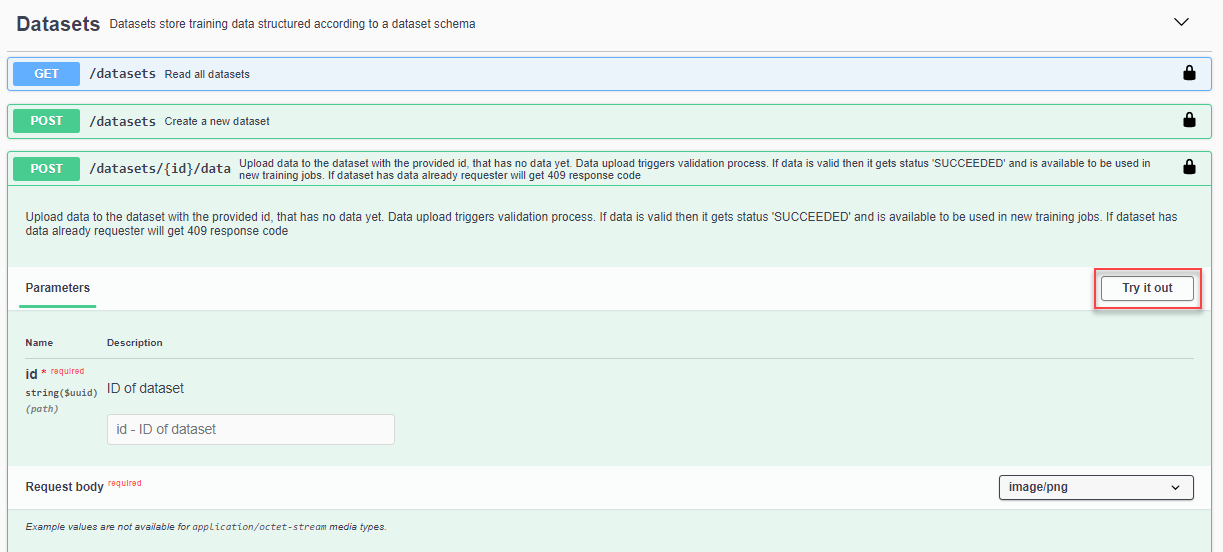 Datasets Datasets store training data structured according to a dataset schema
GET /datasets Read all datasets
POST /datasets Create a new dataset
POST /datasets/{id}/data Upload data to the dataset with the provided id, that has no data yet. Data upload triggers validation process. If data is valid then it gets status 'SUCCEEDED' and is available to be used in
new training jobs. If dataset has data already requester will get 409 response code
Upload data to the dataset with the provided id, that has no data yet. Data upload triggers validation process. If data is valid then it gets status 'SUCCEEDED' and is available to be used in new training jobs. If dataset has
data already requester will get 409 response code
Parameters Try it out
Name Description
id * required
string($uuid) ID of dataset
(path)
id - ID of dataset
Request body required image/png
Example values are not available for application/octet-stream media types.